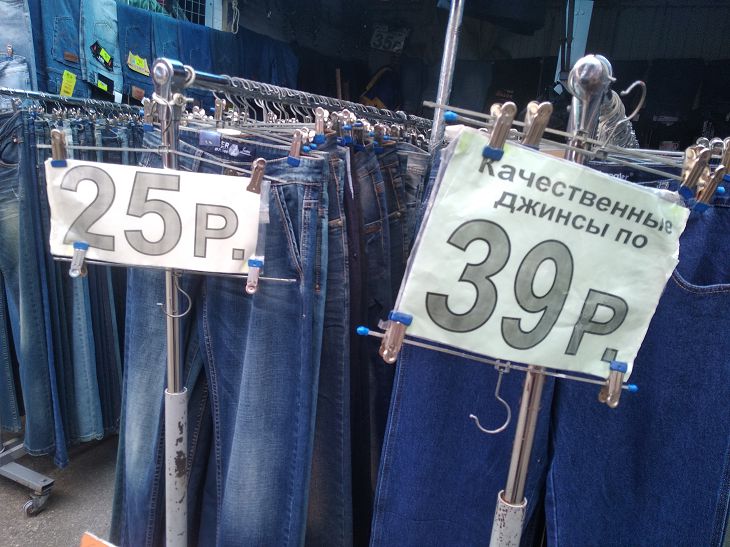 25Р.
Качественные
джинсы по
39Р.